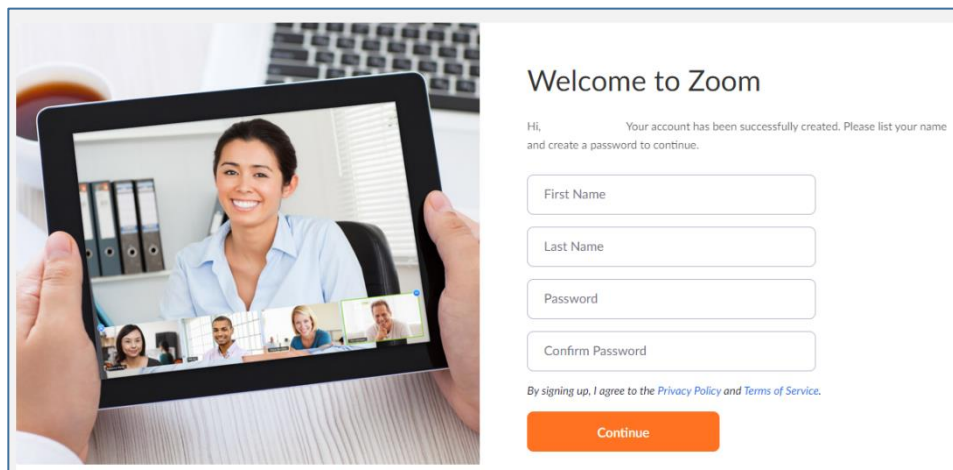 Welcome to Zoom
Hi, Your account has been successfully created. Please list your name
and create a password to continue.
First Name
Last Name
Password
Confirm Password
By signing up, I agree to the Privacy Policy and Terms of Service.
Continue